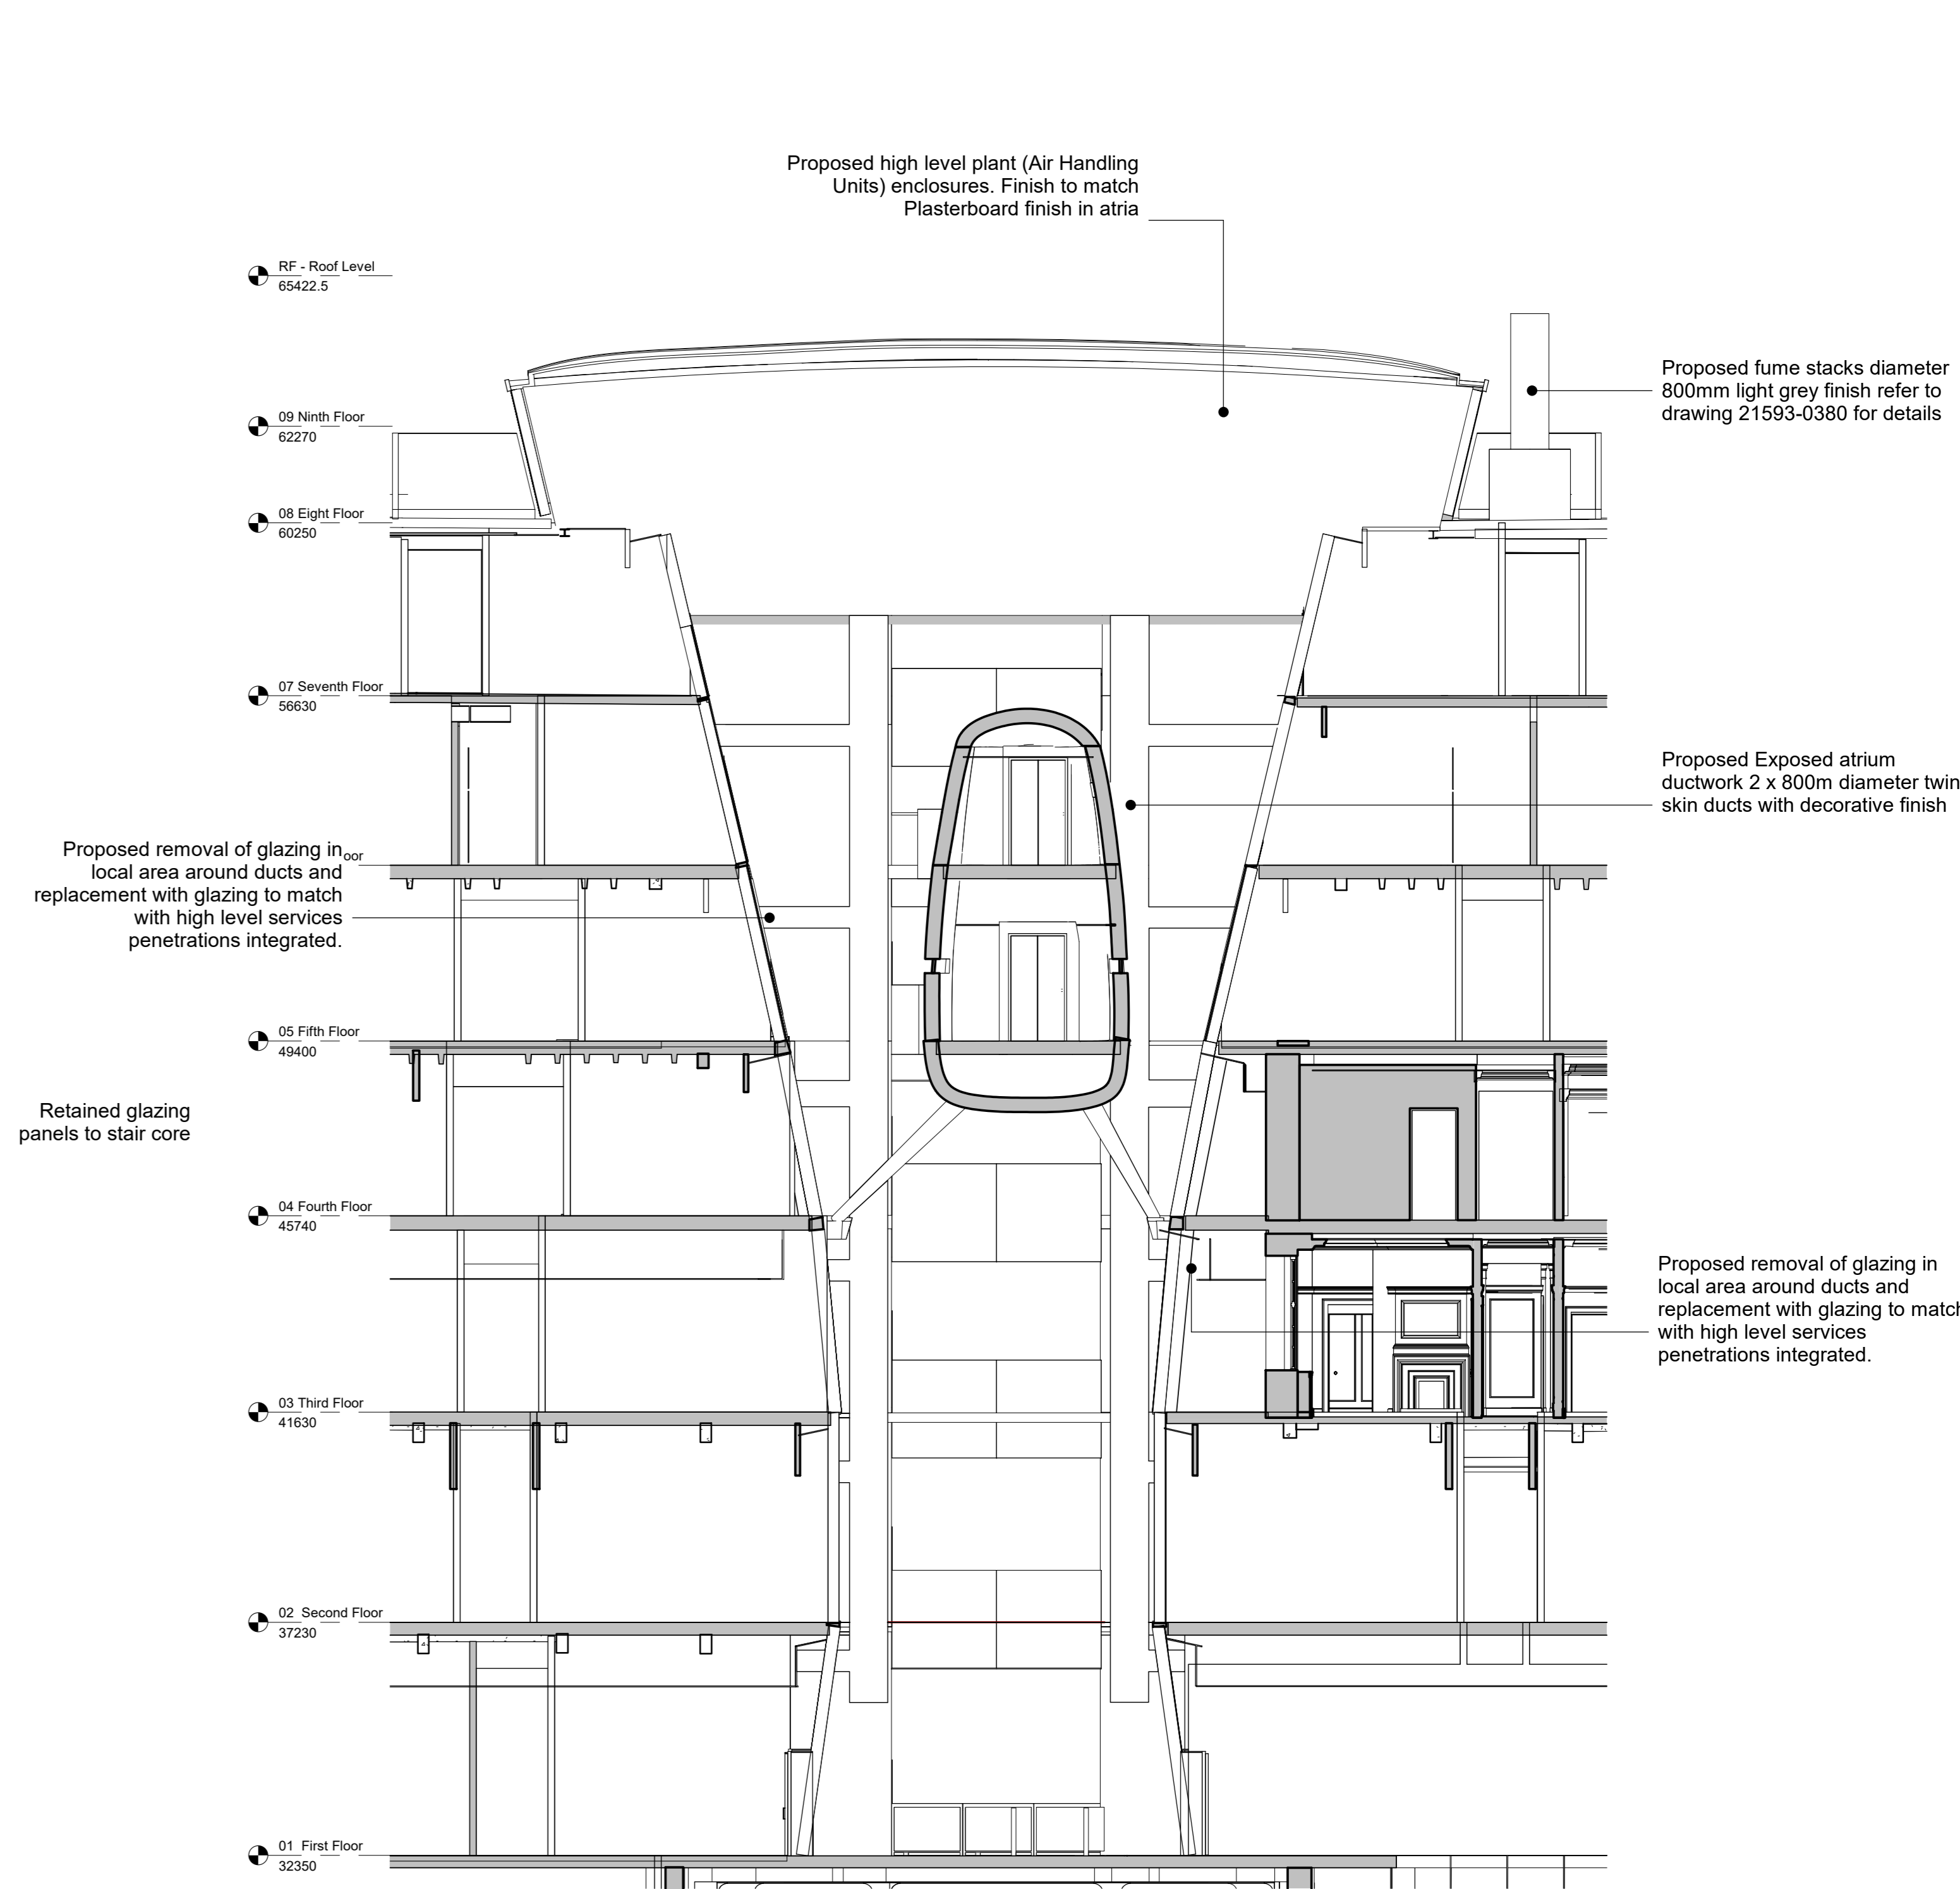 Proposed high level plant (Air Handling
Units) enclosures. Finish to match
Plasterboard finish in atria
RF - Roof Level
65422.5
Proposed fume stacks diameter
800mm light grey finish refer to
drawing 21593-0380 for details
09 Ninth Floor
62270
08 Eight Floor
60250
07 Seventh Floor
56630
Proposed Exposed atrium
ductwork 2 x 800m diameter twin
skin ducts with decorative finish
Proposed removal of glazing in
local area around ducts and
replacement with glazing to match
with high level services
penetrations integrated.
oor
05 Fifth Floor
49400
Retained glazing
panels to stair core
04 Fourth Floor
45740
Proposed removal of glazing in
local area around ducts and
replacement with glazing to match
with high level services
penetrations integrated.
03 Third Floor
41630
02 Second Floor
37230
01 First Floor
32350